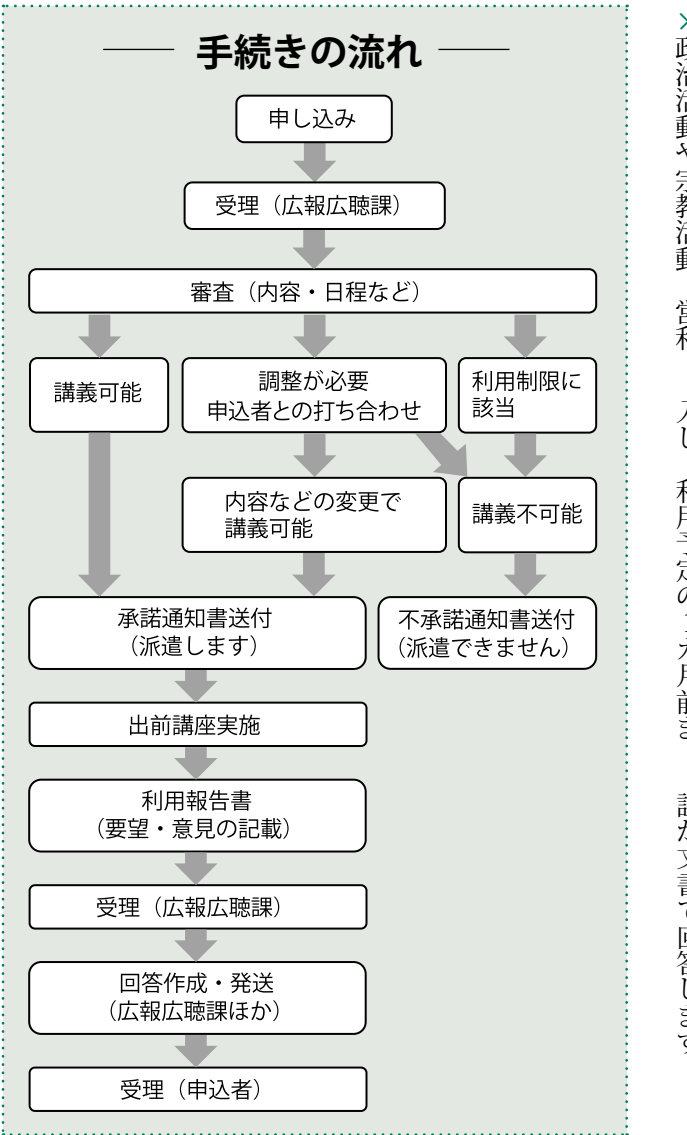 手続きの流れ
申し込み
受理（広報広聴課）
審査（内容・日程など）
講義可能
調整が必要
申込者との打ち合わせ
利用制限に
該当
内容などの変更で
講義可能
講義不可能
承諾通知書送付
（派遣します）
不承諾通知書送付
（派遣できません）
出前講座実施
利用報告書
（要望・意見の記載）
受理（広報広聴課）
回答作成・発送
（広報広聴課ほか）
受理（申込者）